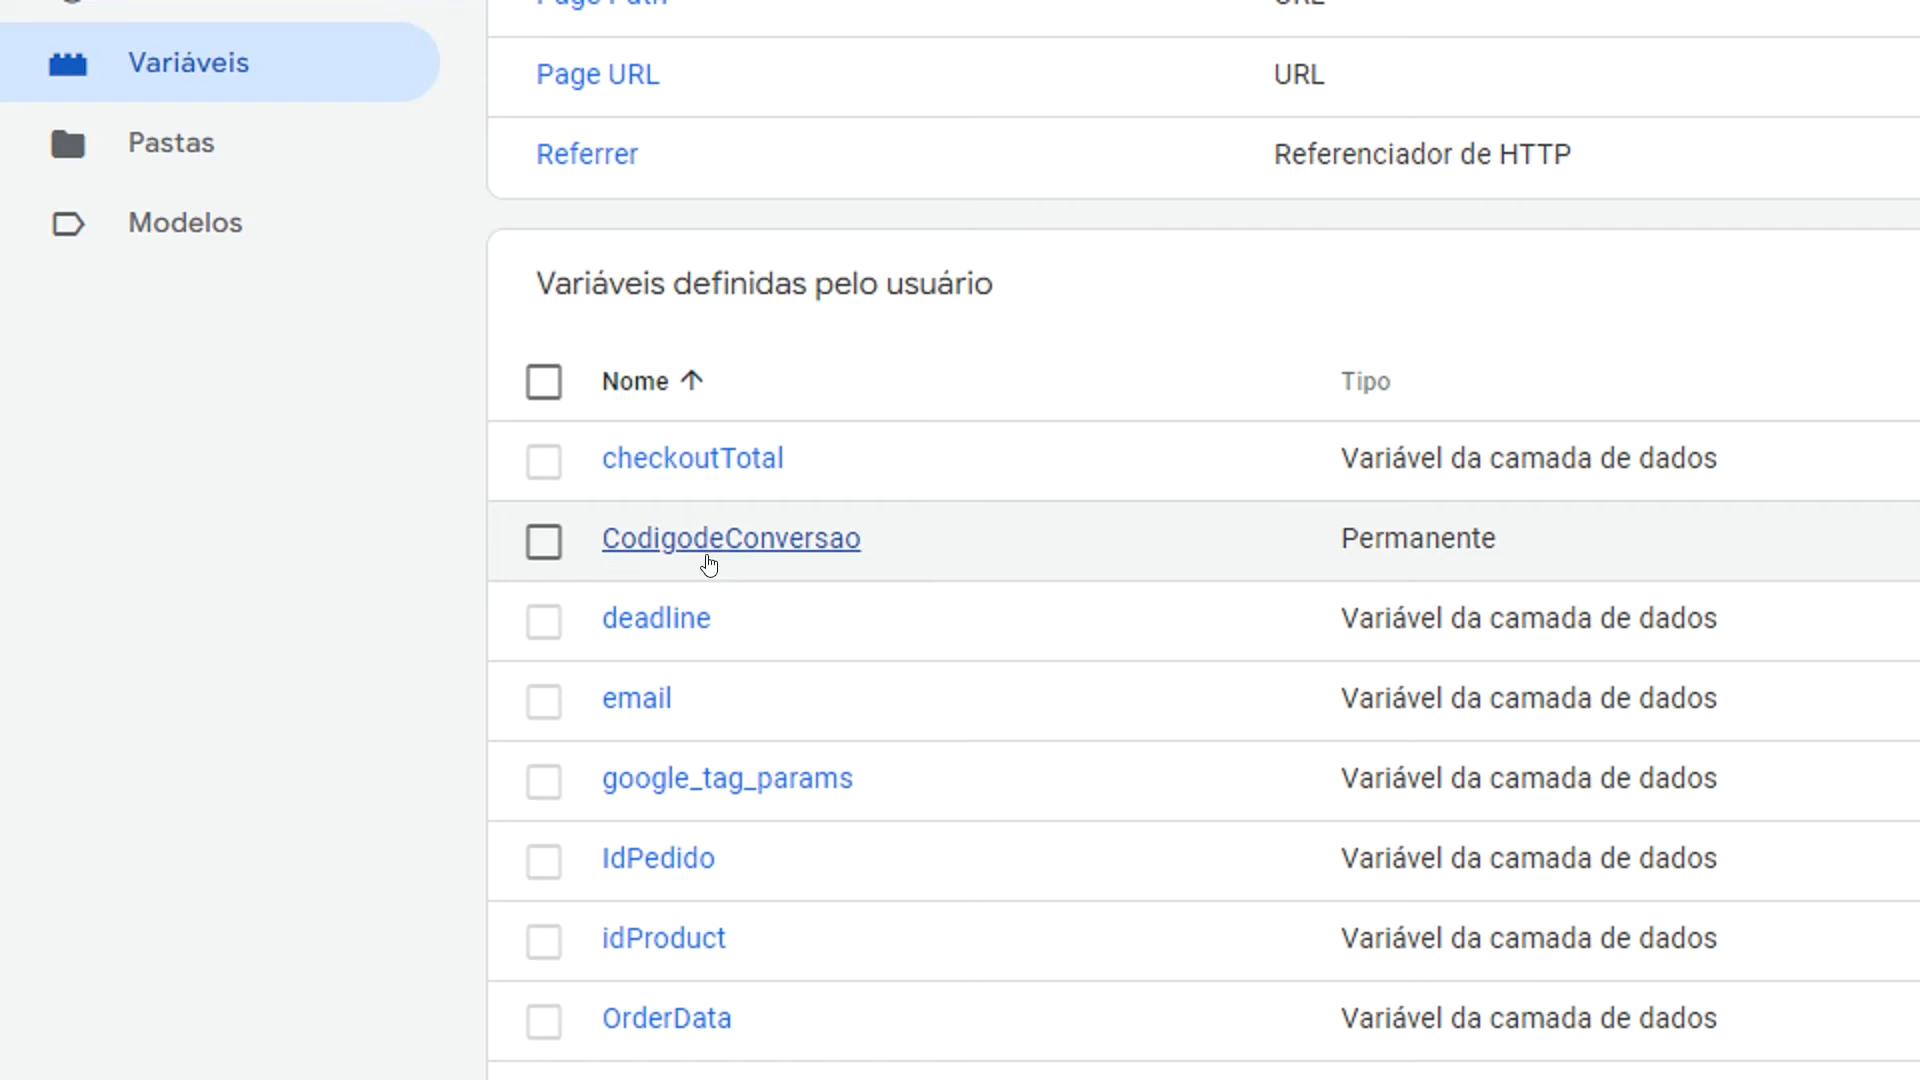 Page Path
URL
Variáveis
Page URL
URL
Pastas
Referrer
Referenciador de HTTP
Modelos
Variáveis definidas pelo usuário
Nome
Tipo
checkoutTotal
Variável da camada de dados
CodigodeConversao
Permanente
deadline
Variável da camada de dados
email
Variável da camada de dados
google_tag_params
Variável da camada de dados
IdPedido
Variável da camada de dados
idProduct
Variável da camada de dados
OrderData
Variável da camada de dados